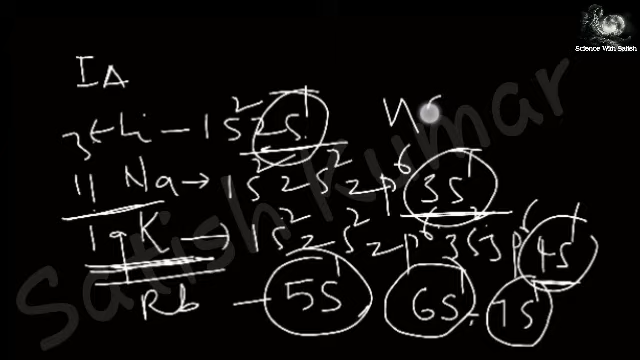 Science With Satish
IA
3 Li – 1s² 2s¹
ns
11 Na → 1s² 2s² 2p⁶ 3s¹
19 K → 1s² 2s² 2p⁶ 3s² 3p⁶ 4s¹
Rb – 5s¹ 6s¹, 7s¹
Satish Kumar